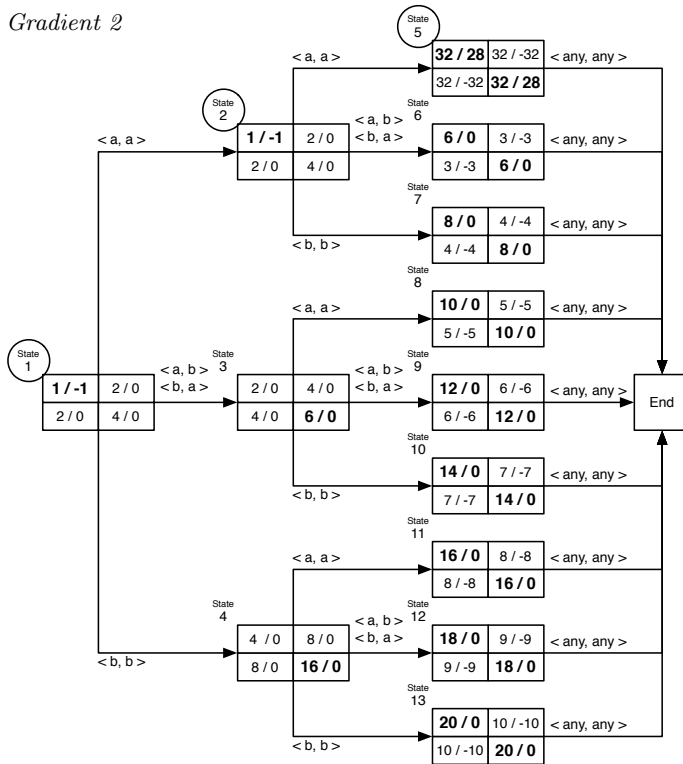 Gradient 2
State
5
< a, a >
32 / 28 32 / -32
32 / -32 32 / 28
< any, any >
State
2
< a, a >
1 / -1 2 / 0
2 / 0 4 / 0
< a, b >
< b, a >
State
6
6 / 0 3 / -3
3 / -3 6 / 0
< any, any >
State
7
< b, b >
8 / 0 4 / -4
4 / -4 8 / 0
< any, any >
State
8
< a, a >
10 / 0 5 / -5
5 / -5 10 / 0
< any, any >
State
1
1 / -1 2 / 0
2 / 0 4 / 0
< a, b >
< b, a >
State
3
2 / 0 4 / 0
4 / 0 6 / 0
< a, b >
< b, a >
State
9
12 / 0 6 / -6
6 / -6 12 / 0
< any, any >
End
State
10
< b, b >
14 / 0 7 / -7
7 / -7 14 / 0
< any, any >
State
11
< a, a >
16 / 0 8 / -8
8 / -8 16 / 0
< any, any >
State
4
< b, b >
4 / 0 8 / 0
8 / 0 16 / 0
< a, b >
< b, a >
State
12
18 / 0 9 / -9
9 / -9 18 / 0
< any, any >
State
13
< b, b >
20 / 0 10 / -10
10 / -10 20 / 0
< any, any >